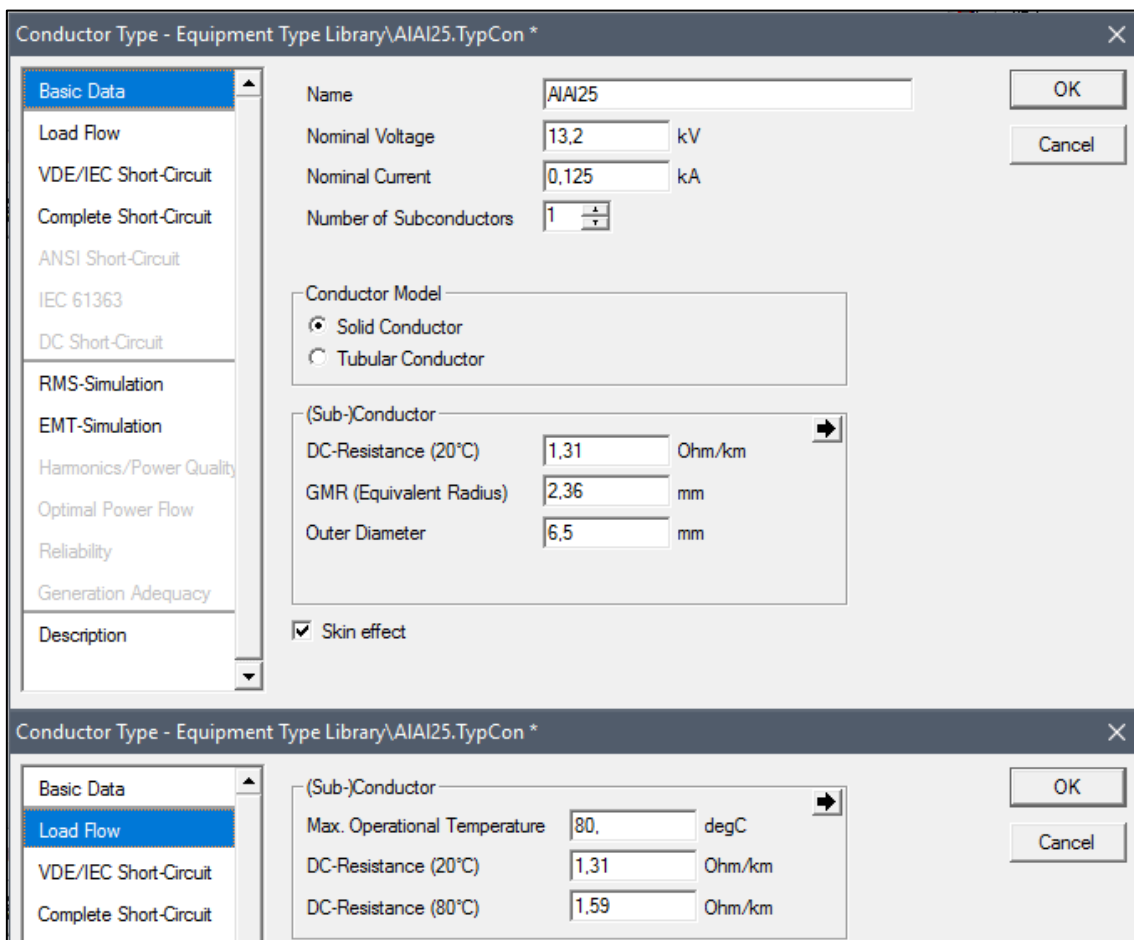 Conductor Type - Equipment Type Library\AlAl25.TypCon *
Basic Data
Load Flow
VDE/IEC Short-Circuit
Complete Short-Circuit
ANSI Short-Circuit
IEC 61363
DC Short-Circuit
RMS-Simulation
EMT-Simulation
Harmonics/Power Quality
Optimal Power Flow
Reliability
Generation Adequacy
Description
Name AlAl25
Nominal Voltage 13,2 kV
Nominal Current 0,125 kA
Number of Subconductors 1
Conductor Model
Solid Conductor
Tubular Conductor
(Sub-)Conductor
DC-Resistance (20°C) 1,31 Ohm/km
GMR (Equivalent Radius) 2,36 mm
Outer Diameter 6,5 mm
Skin effect
OK
Cancel
Conductor Type - Equipment Type Library\AlAl25.TypCon *
Basic Data
Load Flow
VDE/IEC Short-Circuit
Complete Short-Circuit
(Sub-)Conductor
Max. Operational Temperature 80, degC
DC-Resistance (20°C) 1,31 Ohm/km
DC-Resistance (80°C) 1,59 Ohm/km
OK
Cancel